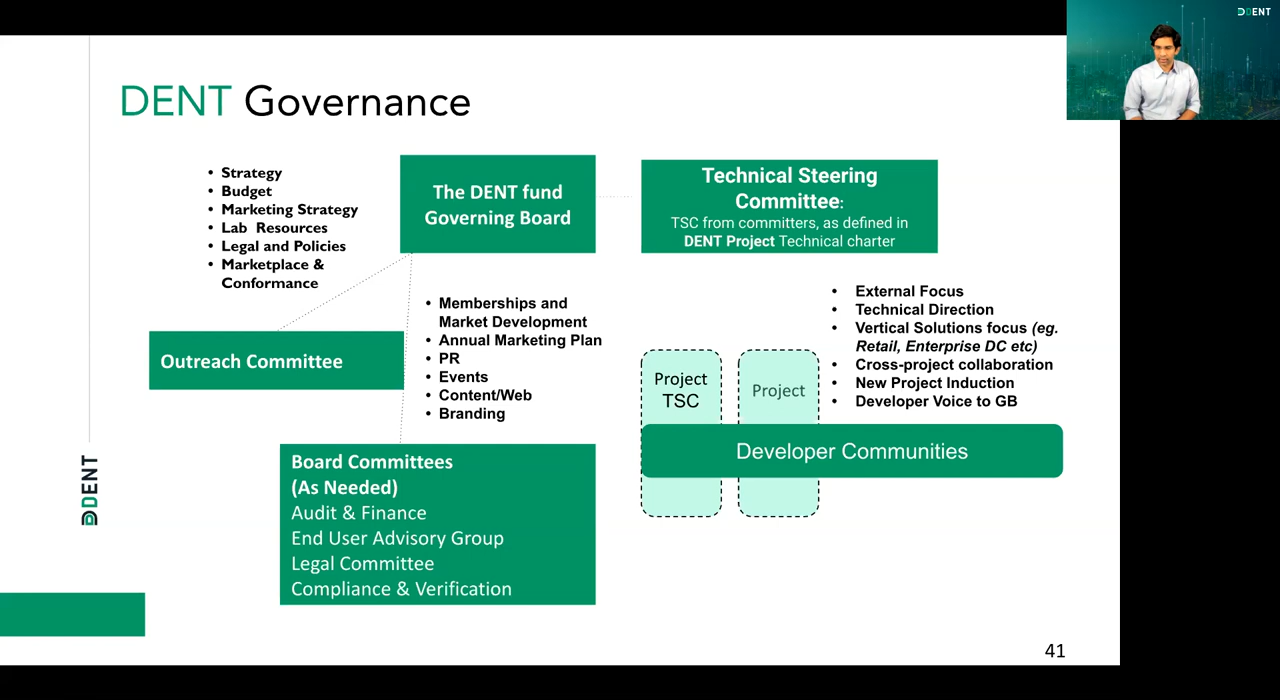 DENT
DENT Governance
• Strategy
• Budget
• Marketing Strategy
• Lab Resources
• Legal and Policies
• Marketplace &
Conformance
The DENT fund
Governing Board
Technical Steering
Committee:
TSC from committers, as defined in
DENT Project Technical charter
Outreach Committee
• Memberships and
Market Development
• Annual Marketing Plan
• PR
• Events
• Content/Web
• Branding
• External Focus
• Technical Direction
• Vertical Solutions focus (eg.
Retail, Enterprise DC etc)
• Cross-project collaboration
• New Project Induction
• Developer Voice to GB
Project
TSC
Project
Developer Communities
Board Committees
(As Needed)
Audit & Finance
End User Advisory Group
Legal Committee
Compliance & Verification
DENT
41